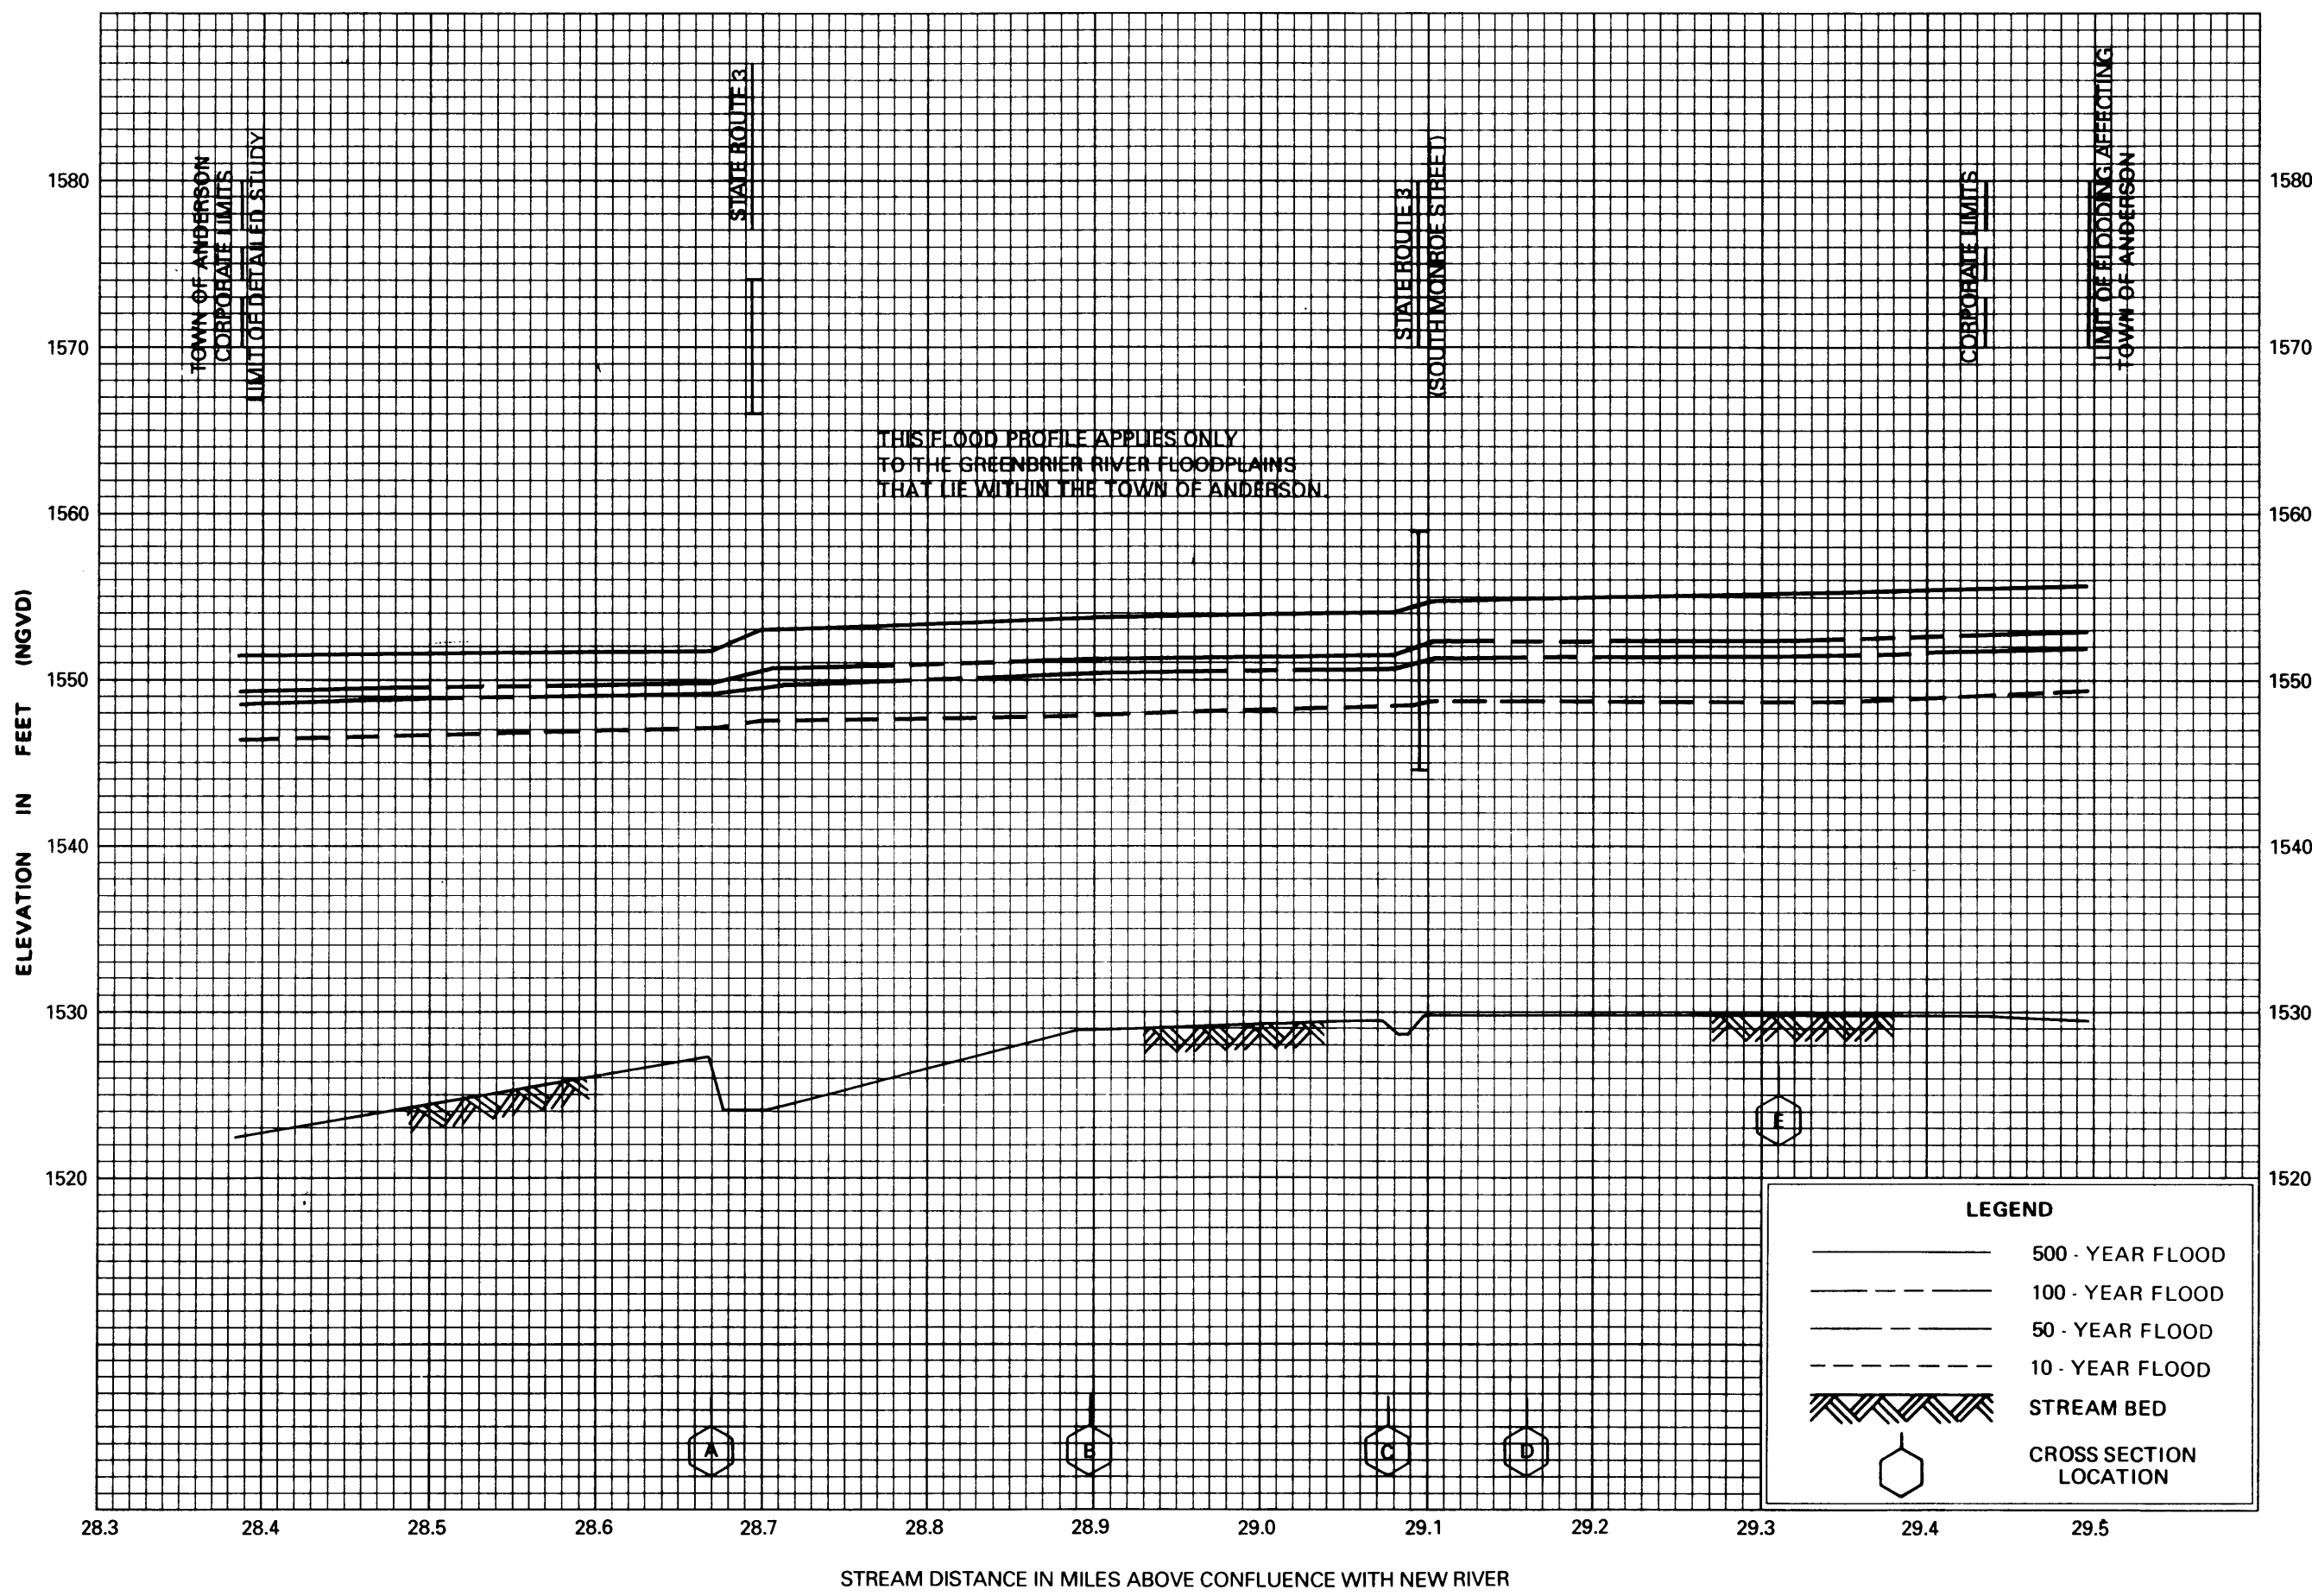 TOWN OF ANDERSON
CORPORATE LIMITS
LIMIT OF DETAILED STUDY
STATE ROUTE 3
STATE ROUTE 3
(SOUTH MONROE STREET)
CORPORATE LIMITS
LIMIT OF FLOODING AFFECTING
TOWN OF ANDERSON
THIS FLOOD PROFILE APPLIES ONLY
TO THE GREENBRIER RIVER FLOODPLAINS
THAT LIE WITHIN THE TOWN OF ANDERSON.
ELEVATION IN FEET (NGVD)
1580
1570
1560
1550
1540
1530
1520
1580
1570
1560
1550
1540
1530
1520
E
A
B
C
D
LEGEND
500 - YEAR FLOOD
100 - YEAR FLOOD
50 - YEAR FLOOD
10 - YEAR FLOOD
STREAM BED
CROSS SECTION
LOCATION
28.3 28.4 28.5 28.6 28.7 28.8 28.9 29.0 29.1 29.2 29.3 29.4 29.5
STREAM DISTANCE IN MILES ABOVE CONFLUENCE WITH NEW RIVER